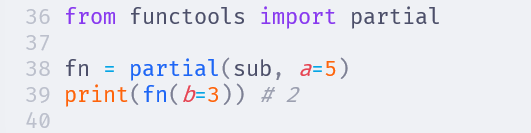 36 from functools import partial
37
38 fn = partial(sub, a=5)
39 print(fn(b=3)) # 2
40